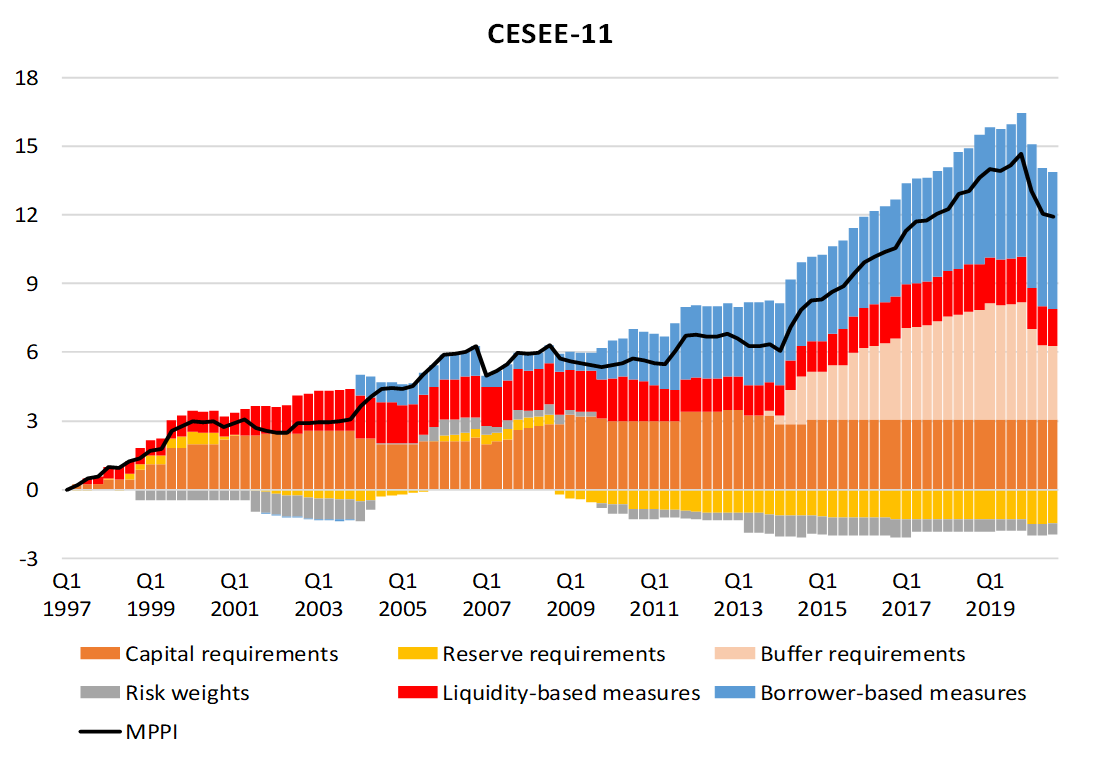 CESEE-11
18
15
12
9
6
3
0
-3
Q1 Q1 Q1 Q1 Q1 Q1 Q1 Q1 Q1 Q1 Q1 Q1
1997 1999 2001 2003 2005 2007 2009 2011 2013 2015 2017 2019
Capital requirements Reserve requirements Buffer requirements
Risk weights Liquidity-based measures Borrower-based measures
MPPI